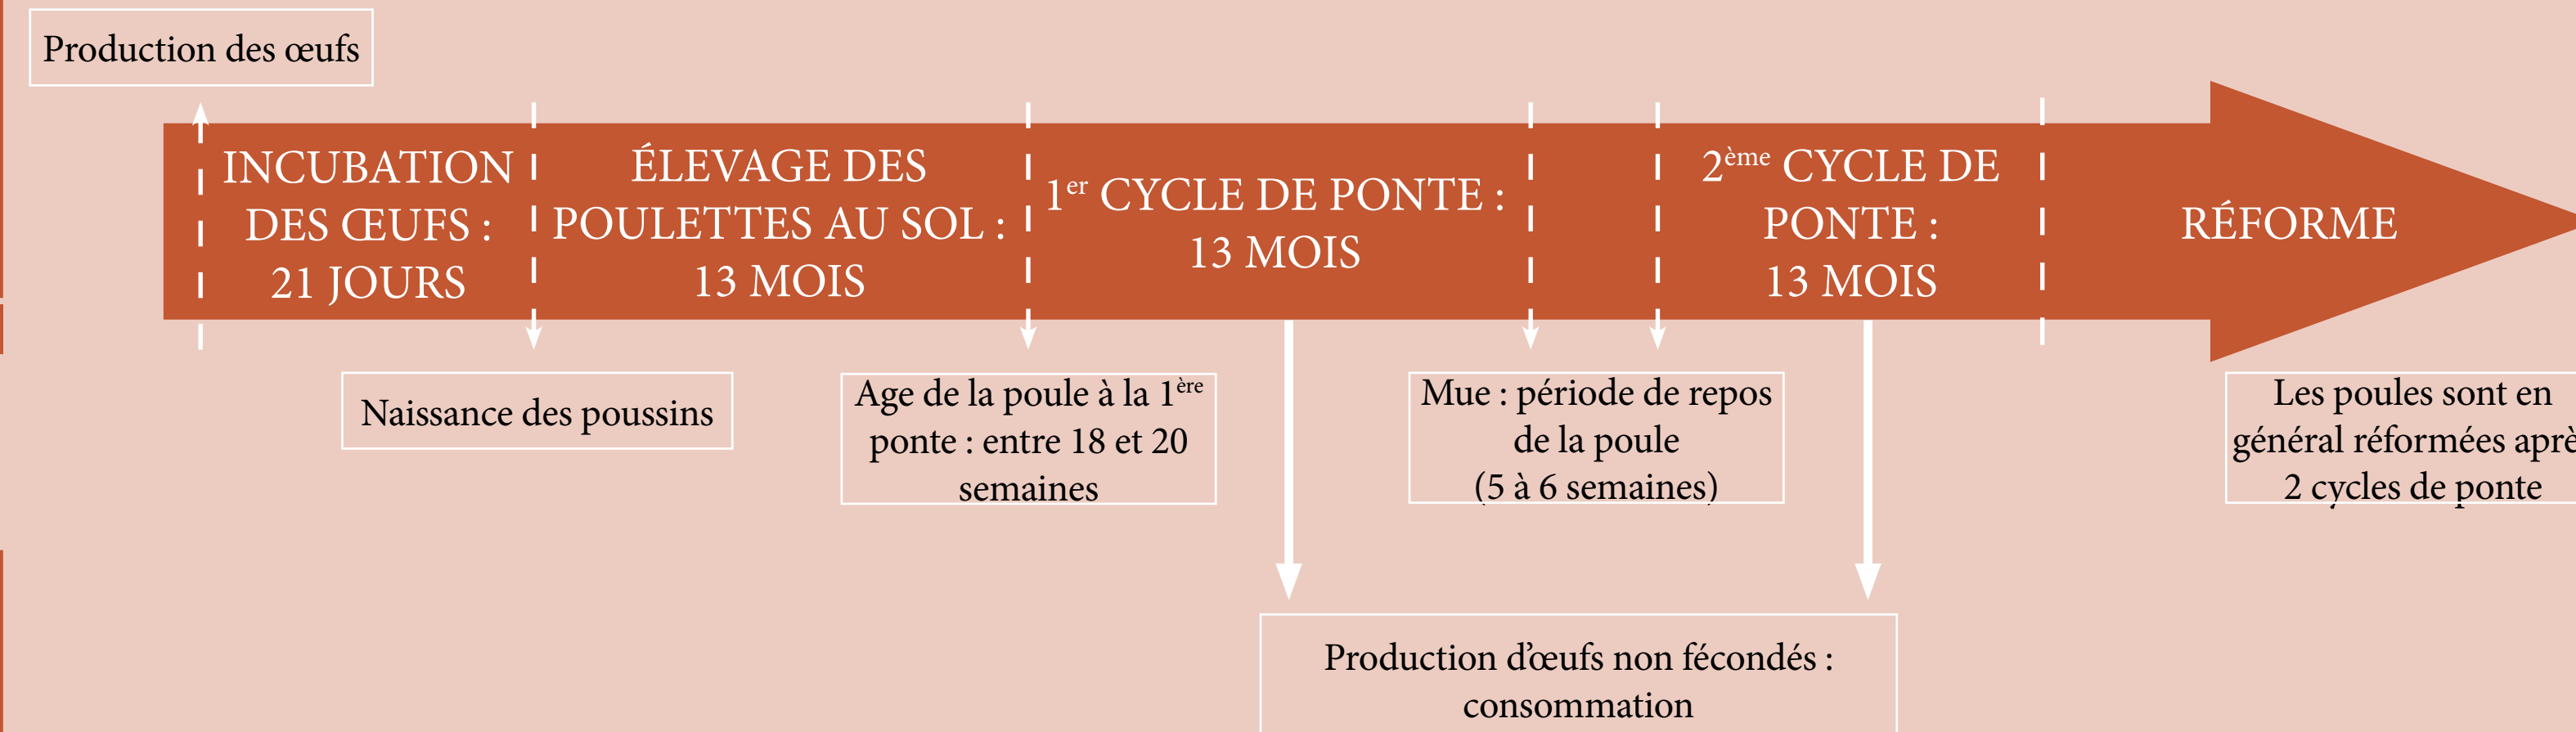 Production des œufs
INCUBATION
DES ŒUFS :
21 JOURS
ÉLEVAGE DES
POULETTES AU SOL :
13 MOIS
1er CYCLE DE PONTE :
13 MOIS
2ème CYCLE DE
PONTE :
13 MOIS
RÉFORME
Naissance des poussins
Age de la poule à la 1ère
ponte : entre 18 et 20
semaines
Mue : période de repos
de la poule
(5 à 6 semaines)
Les poules sont en
général réformées aprè
2 cycles de ponte
Production d’œufs non fécondés :
consommation